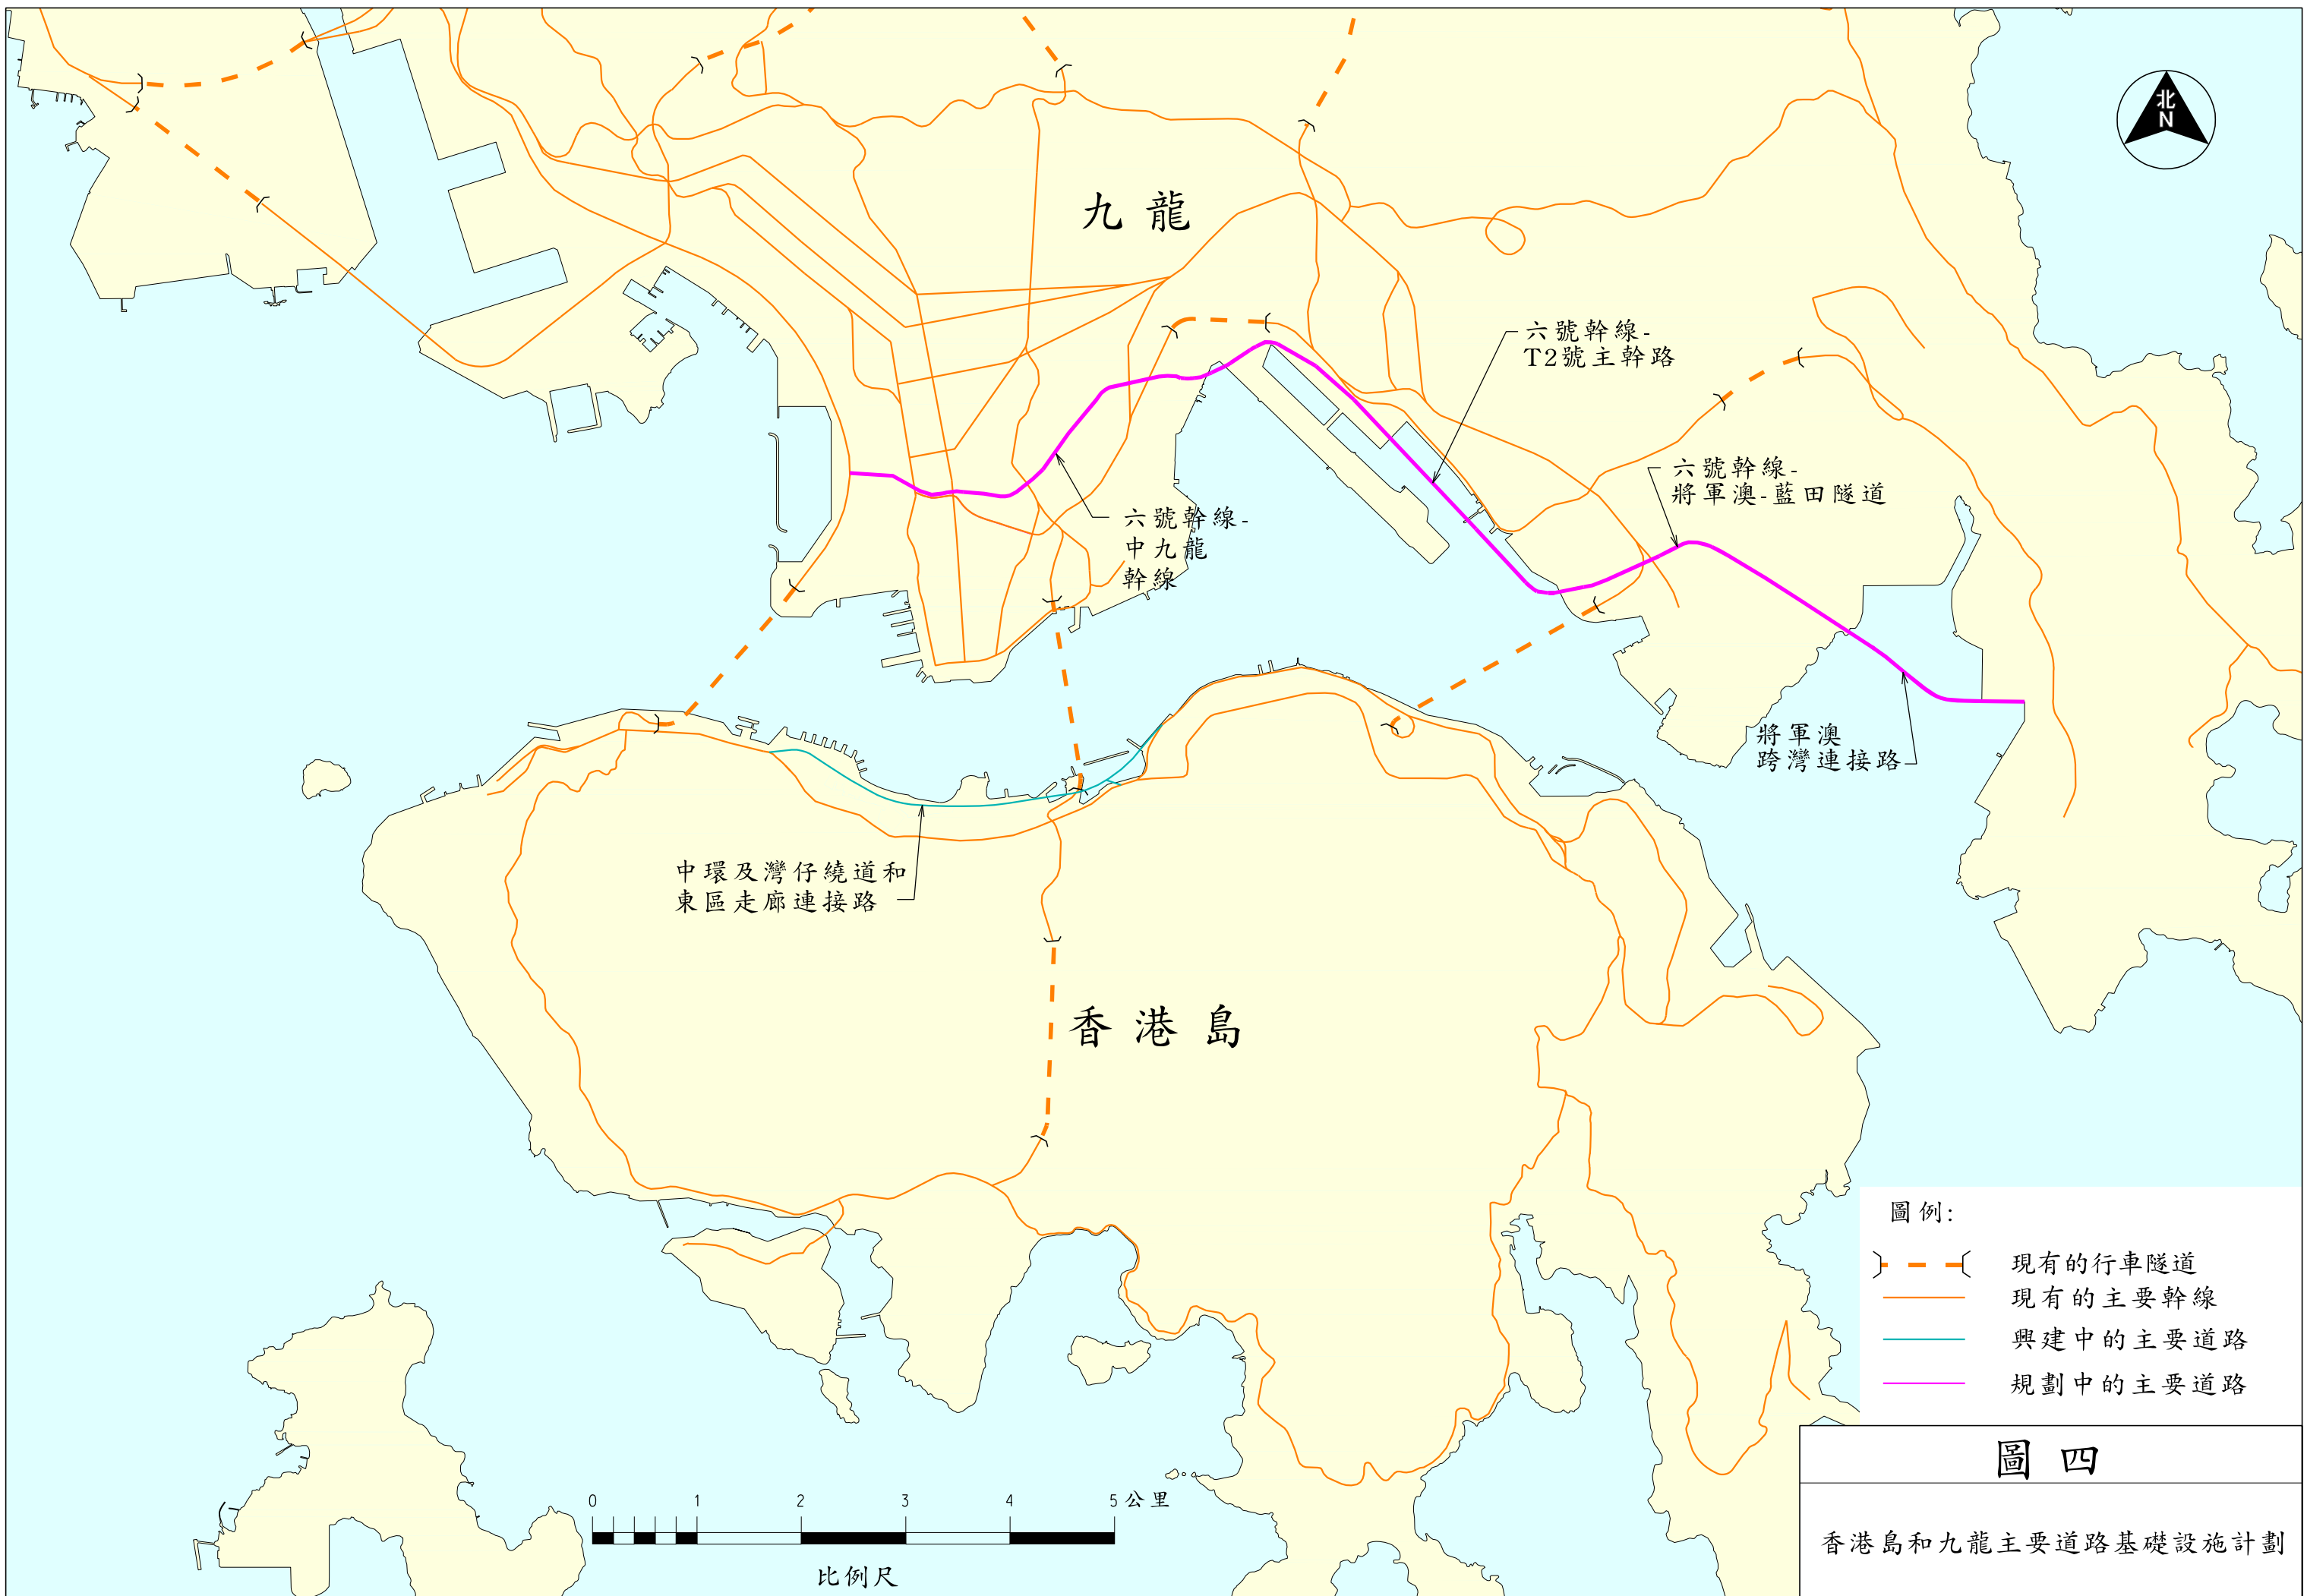 北
N
九龍
六號幹線-
T2號主幹路
六號幹線-
將軍澳-藍田隧道
六號幹線-
中九龍
幹線
將軍澳
跨灣連接路
中環及灣仔繞道和
東區走廊連接路
香港島
圖例:
現有的行車隧道
現有的主要幹線
興建中的主要道路
規劃中的主要道路
圖四
香港島和九龍主要道路基礎設施計劃
0 1 2 3 4 5 公里
比例尺